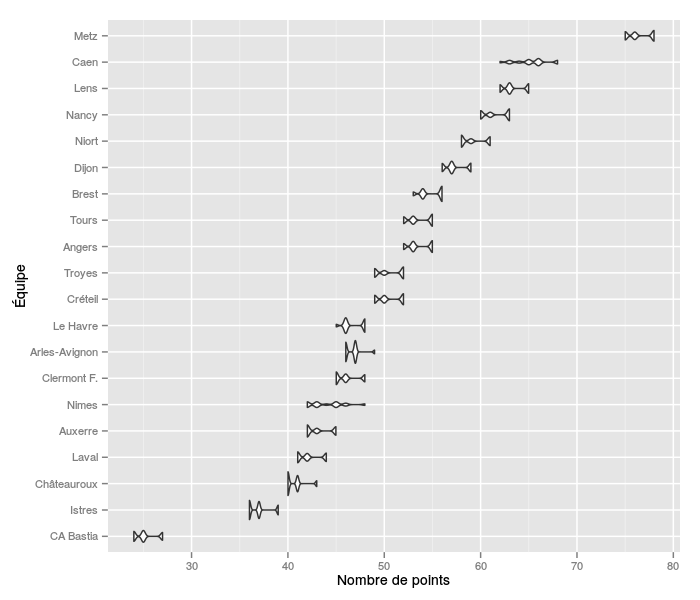 Metz
Caen
Lens
Nancy
Niort
Dijon
Brest
Tours
Angers
Troyes
Créteil
Le Havre
Arles-Avignon
Clermont F.
Nimes
Auxerre
Laval
Châteauroux
Istres
CA Bastia
Équipe
30 40 50 60 70 80
Nombre de points